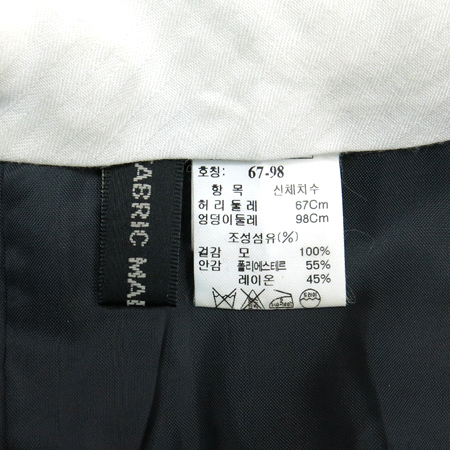 FABRIC MA
호칭: 67-98
항 목 신체치수
허리둘레 67Cm
엉덩이둘레 98Cm
조성섬유(%)
겉감 모 100%
안감 폴리에스테르 55%
레이온 45%